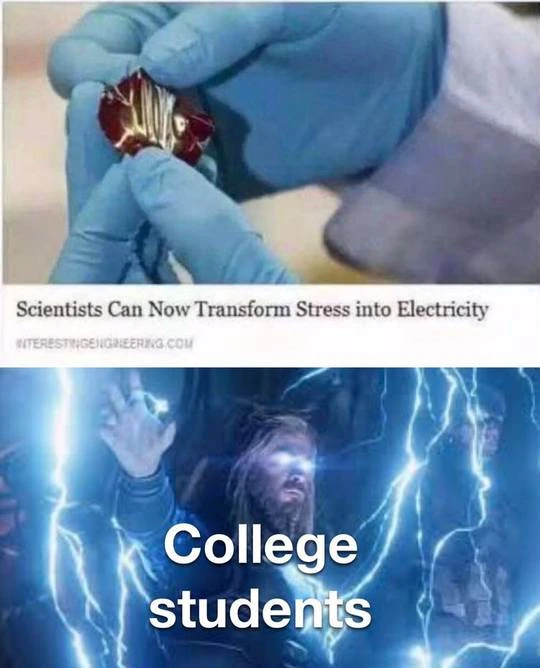 Scientists Can Now Transform Stress into Electricity
INTERESTINGENGINEERING.COM
College
students